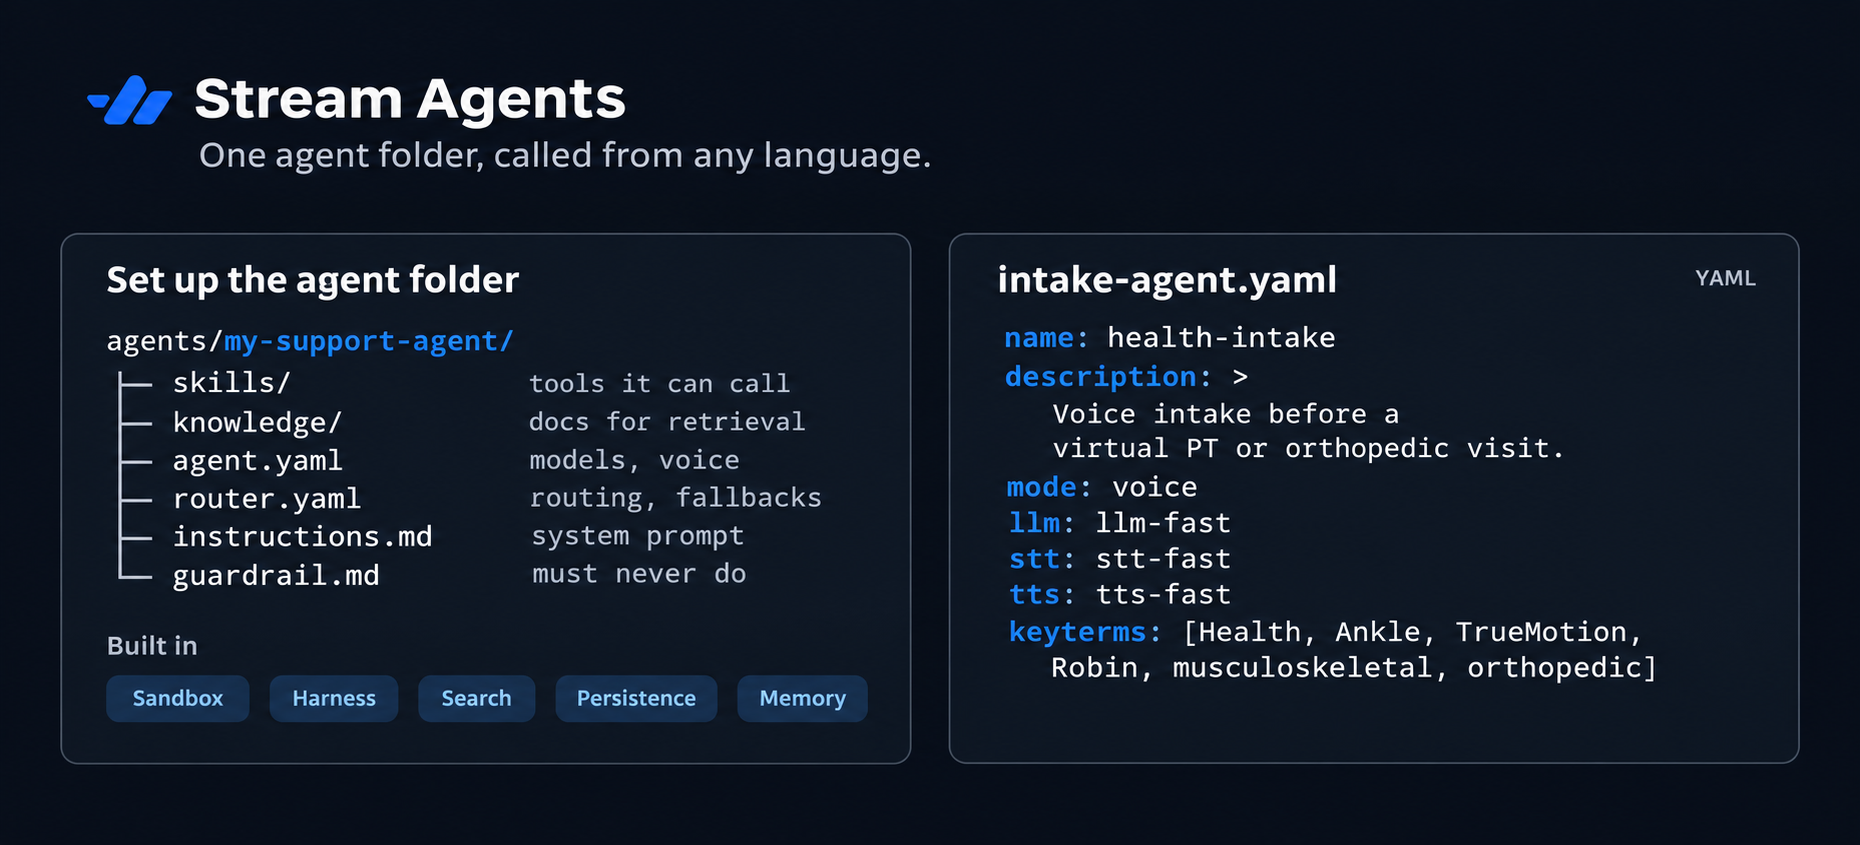 Stream Agents
One agent folder, called from any language.
Set up the agent folder
agents/my-support-agent/
skills/ tools it can call
knowledge/ docs for retrieval
agent.yaml models, voice
router.yaml routing, fallbacks
instructions.md system prompt
guardrail.md must never do
Built in
Sandbox Harness Search Persistence Memory
intake-agent.yaml YAML
name: health-intake
description: >
Voice intake before a
virtual PT or orthopedic visit.
mode: voice
llm: llm-fast
stt: stt-fast
tts: tts-fast
keyterms: [Health, Ankle, TrueMotion,
Robin, musculoskeletal, orthopedic]